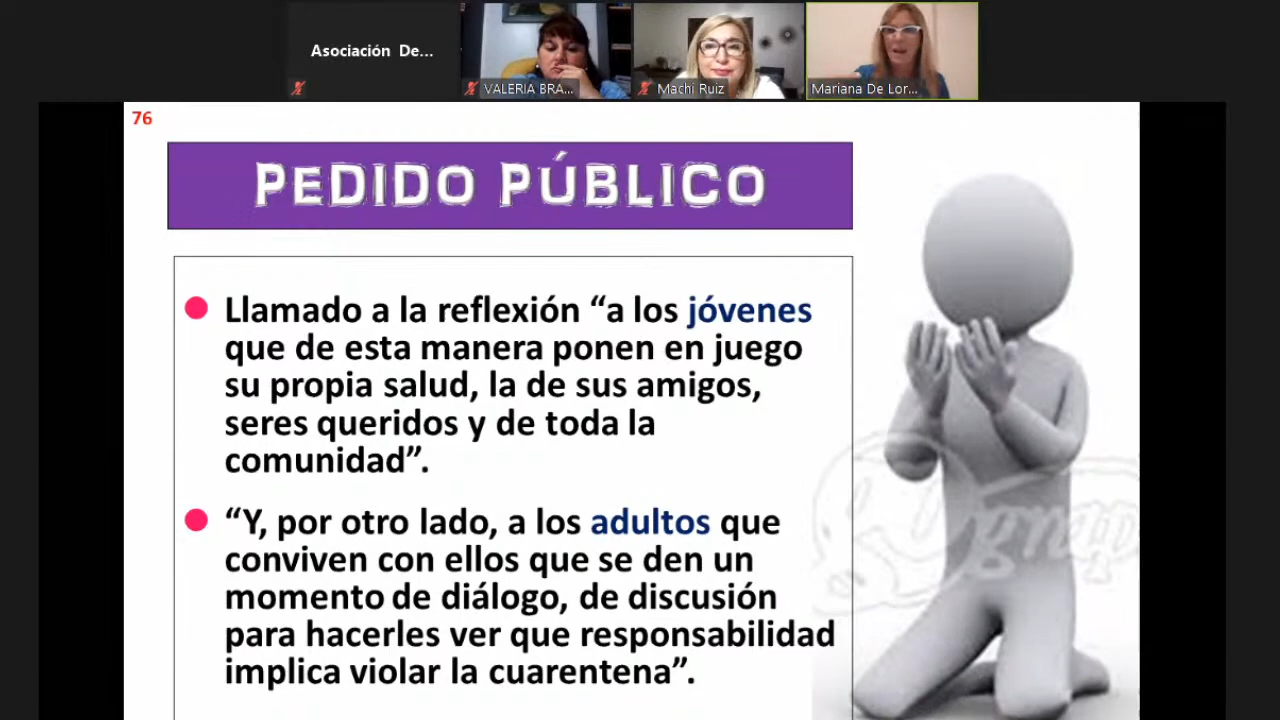 Asociación De...
VALERIA BRA...
Machi Ruiz
Mariana De Lor...
76
PEDIDO PÚBLICO
Llamado a la reflexión “a los jóvenes
que de esta manera ponen en juego
su propia salud, la de sus amigos,
seres queridos y de toda la
comunidad”.
“Y, por otro lado, a los adultos que
conviven con ellos que se den un
momento de diálogo, de discusión
para hacerles ver que responsabilidad
implica violar la cuarentena”.